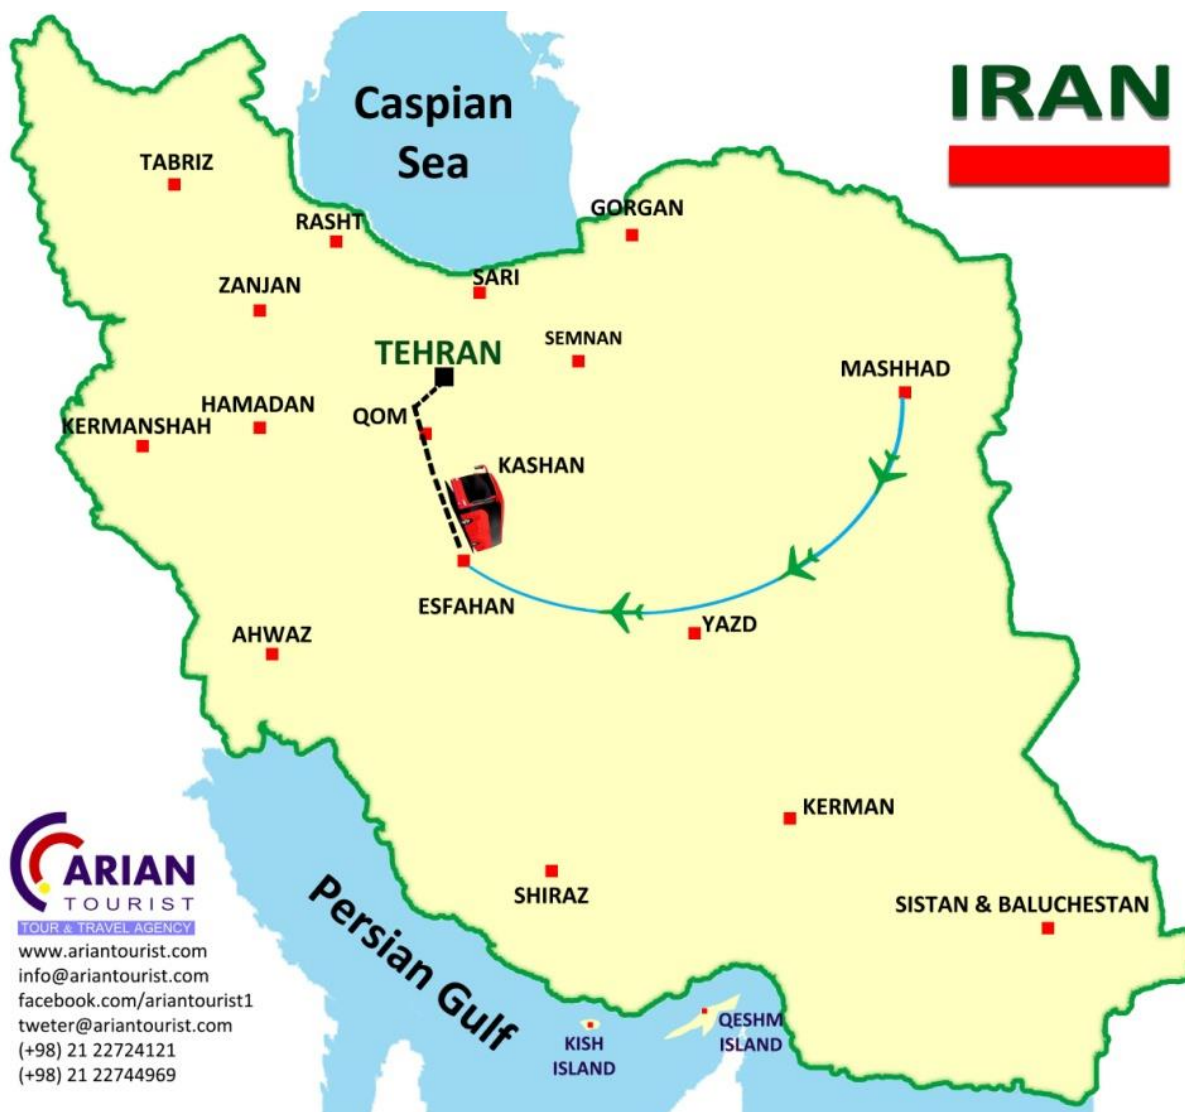 Caspian
Sea
IRAN
TABRIZ
RASHT
GORGAN
ZANJAN
SARI
SEMNAN
TEHRAN
MASHHAD
HAMADAN
QOM
KERMANSHAH
KASHAN
ESFAHAN
YAZD
AHWAZ
KERMAN
SHIRAZ
SISTAN & BALUCHESTAN
Persian Gulf
KISH
ISLAND
QESHM
ISLAND
ARIAN
TOURIST
TOUR & TRAVEL AGENCY
www.ariantourist.com
info@ariantourist.com
facebook.com/ariantourist1
tweter@ariantourist.com
(+98) 21 22724121
(+98) 21 22744969